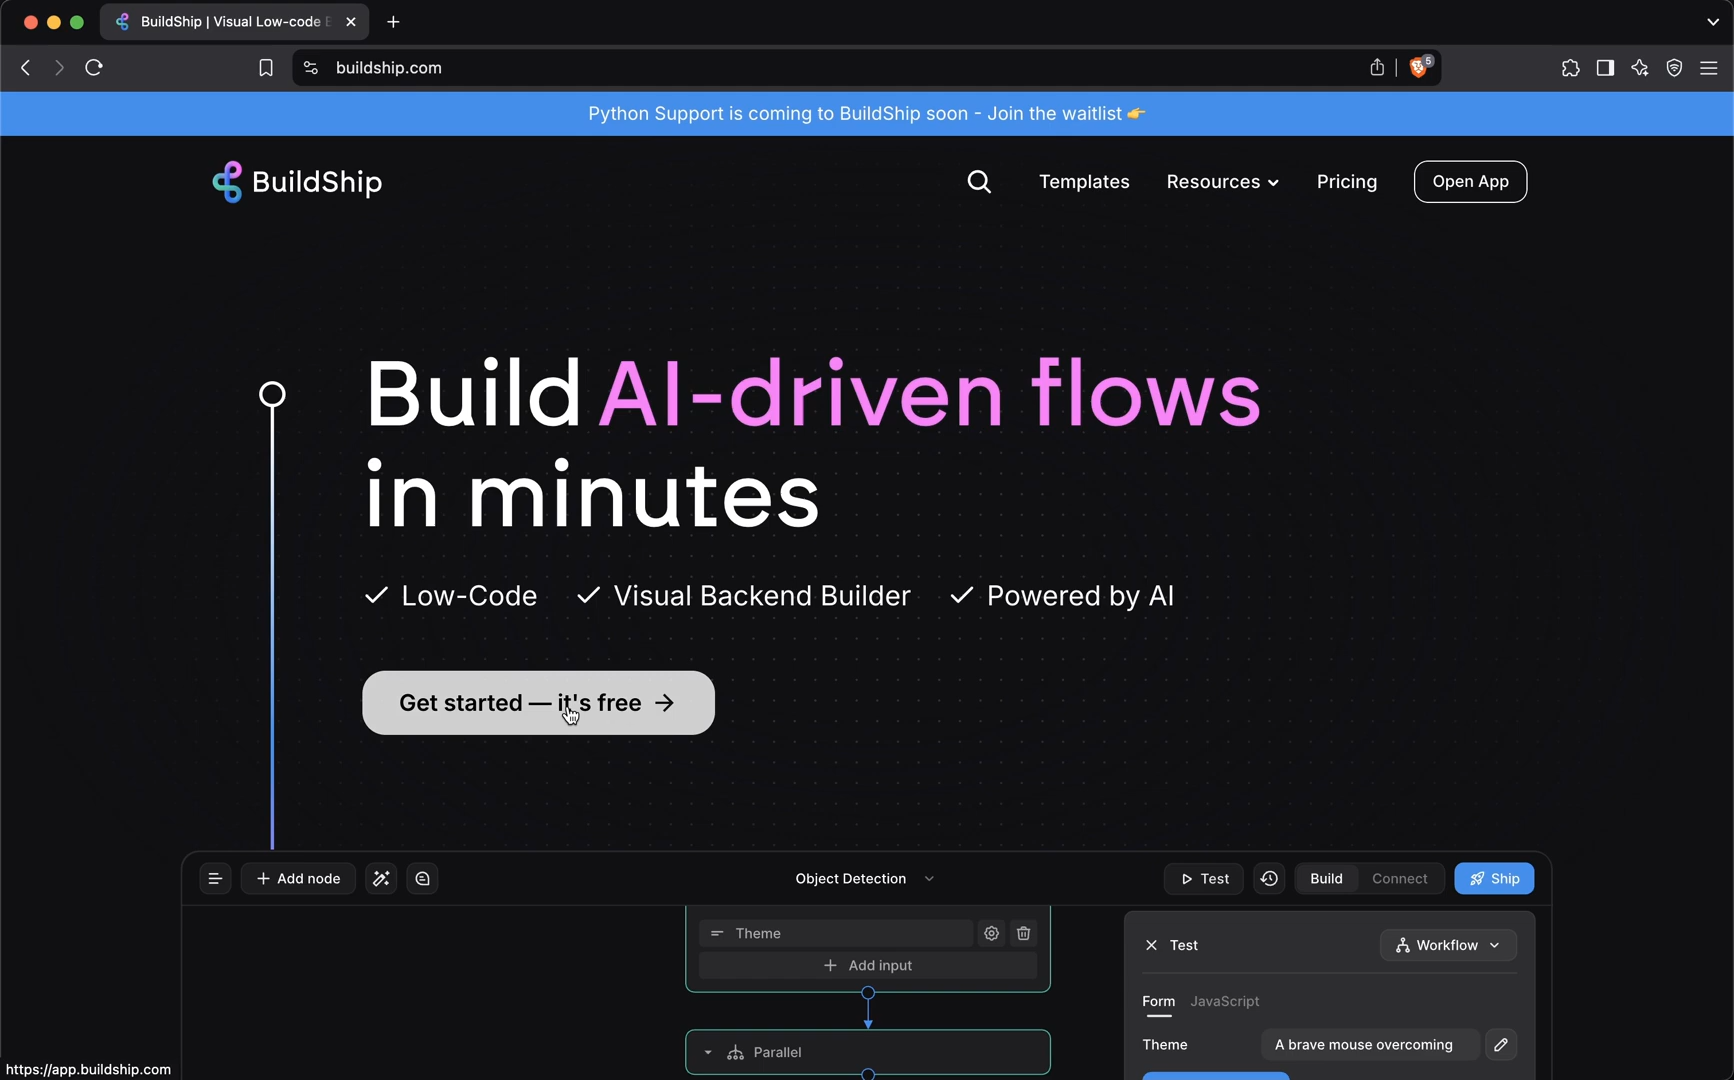 BuildShip | Visual Low-code
buildship.com
5
Python Support is coming to BuildShip soon - Join the waitlist 👉
BuildShip
Templates
Resources
Pricing
Open App
Build AI-driven flows
in minutes
Low-Code
Visual Backend Builder
Powered by AI
Get started — it's free →
Add node
Object Detection
Test
Build
Connect
Ship
Theme
Add input
Parallel
Test
Workflow
Form
JavaScript
Theme
A brave mouse overcoming
https://app.buildship.com